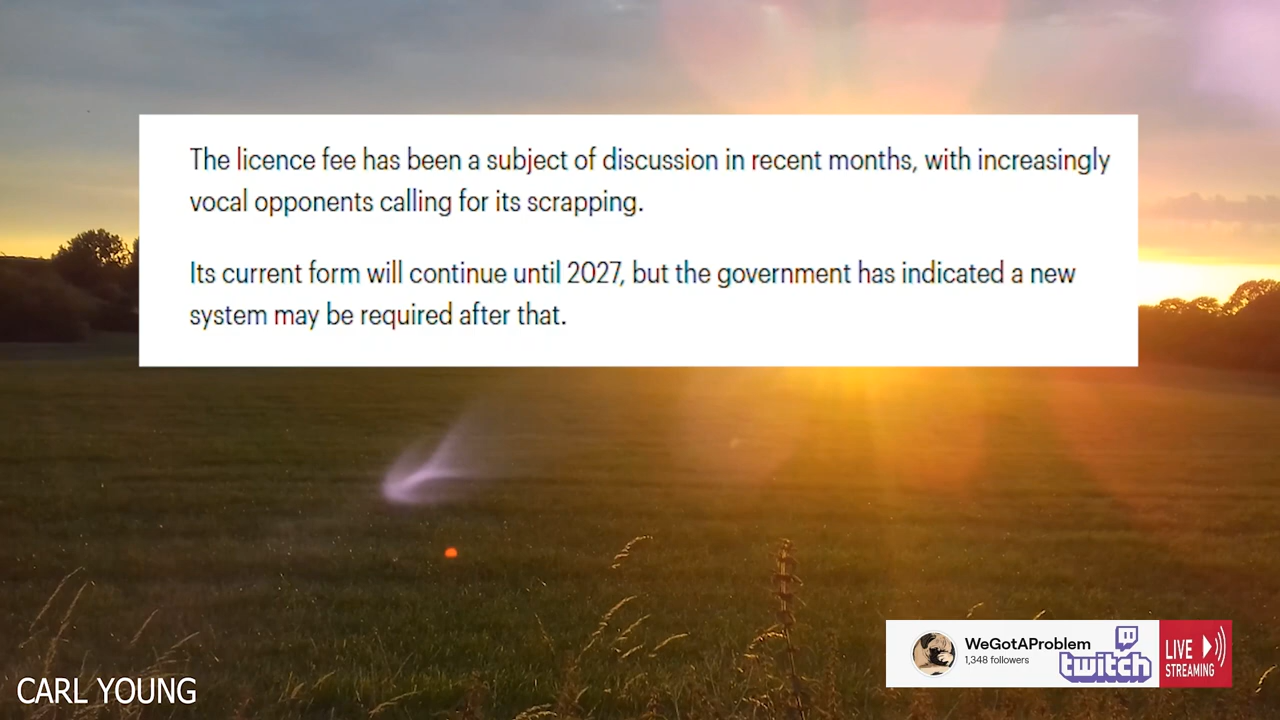 The licence fee has been a subject of discussion in recent months, with increasingly
vocal opponents calling for its scrapping.
Its current form will continue until 2027, but the government has indicated a new
system may be required after that.
WeGotAProblem
1,348 followers
twitch
LIVE
STREAMING
CARL YOUNG